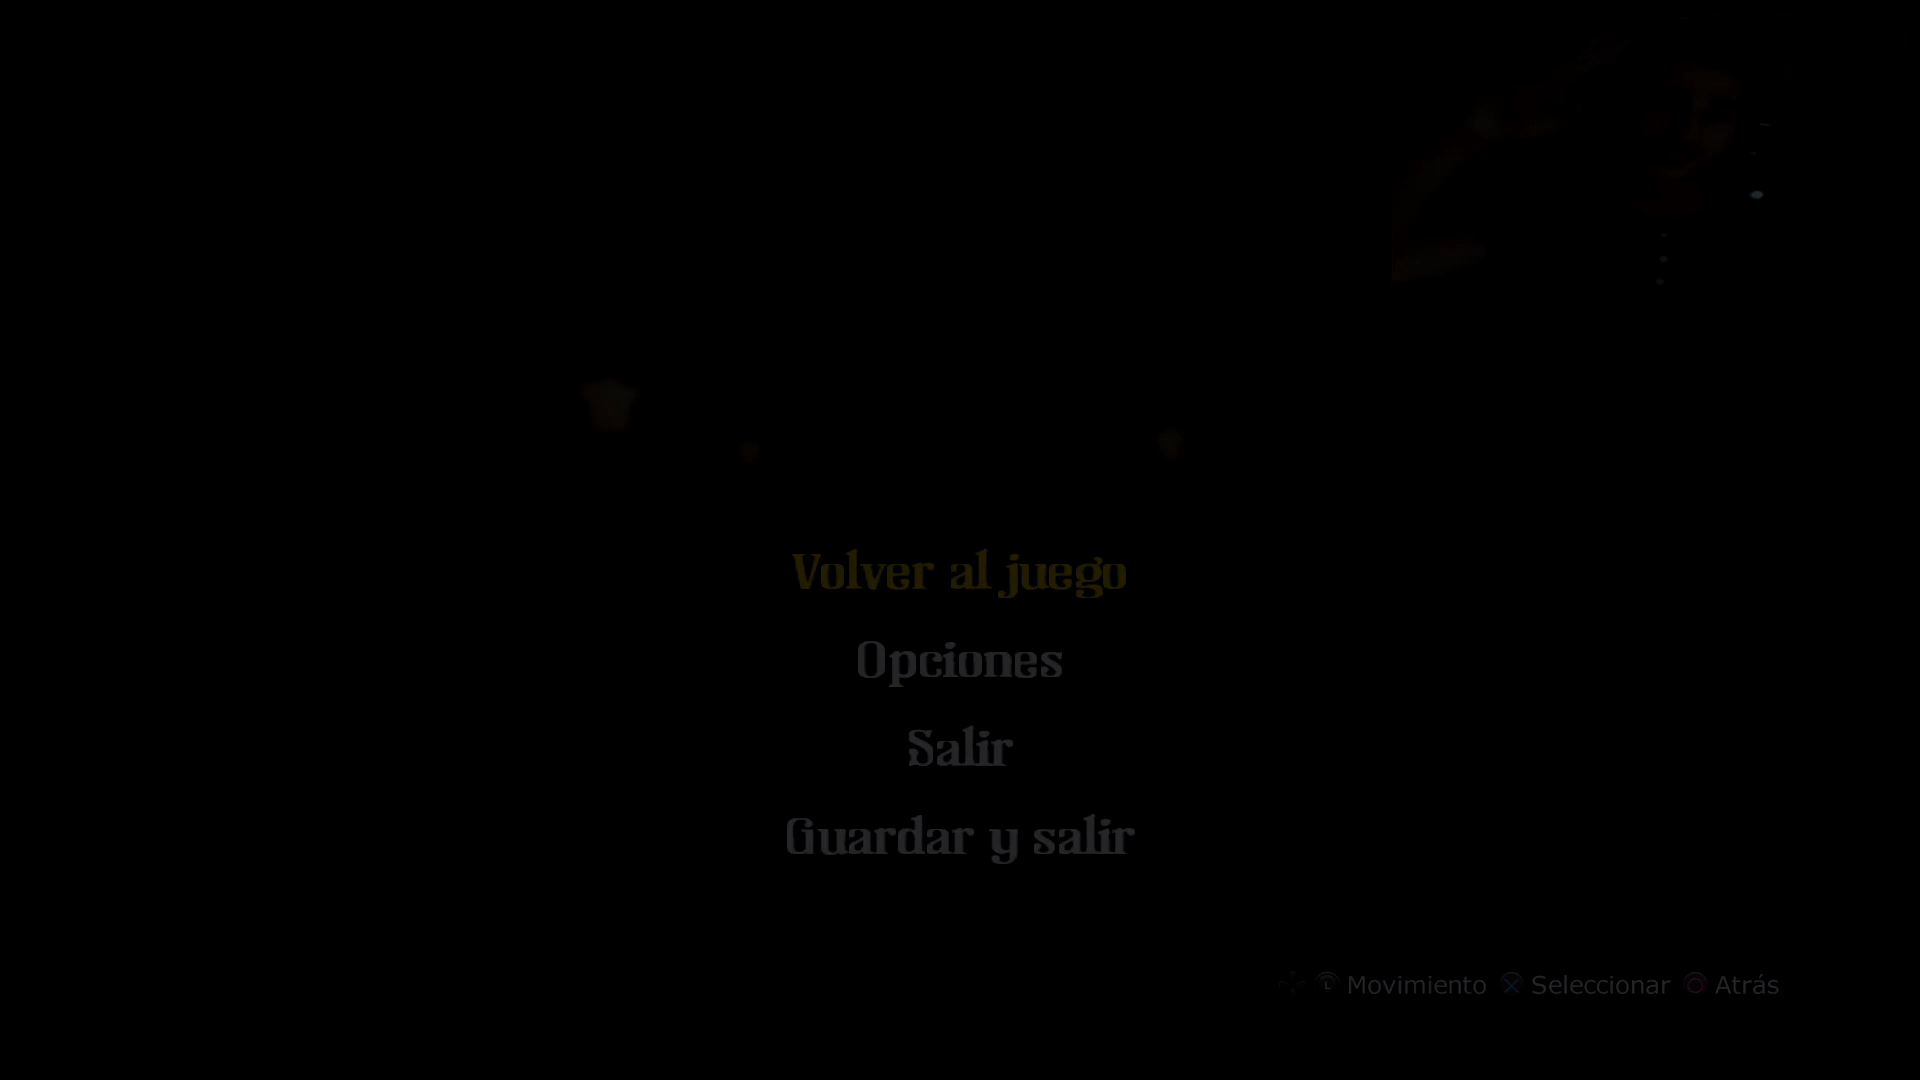 Volver al juego
Opciones
Salir
Guardar y salir
L Movimiento Seleccionar Atrás